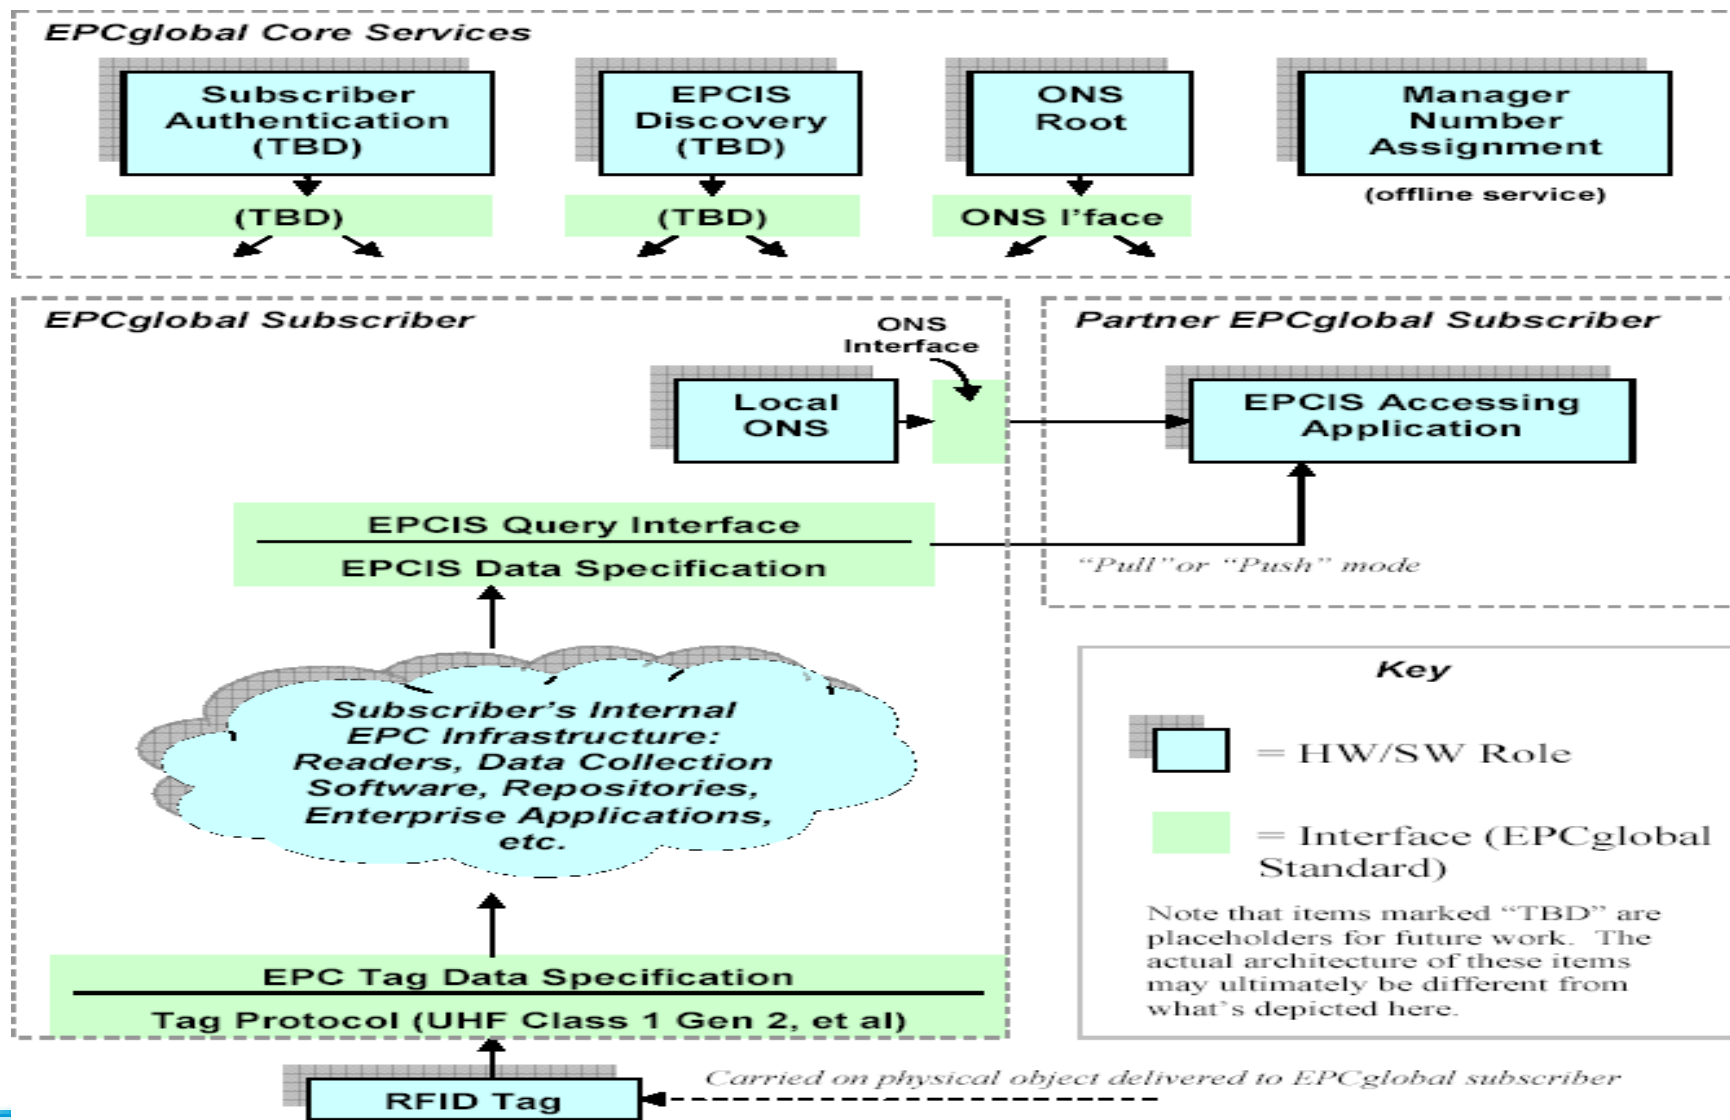 EPCglobal Core Services
Subscriber
Authentication
(TBD)
EPCIS
Discovery
(TBD)
ONS
Root
Manager
Number
Assignment
(offline service)
(TBD)
(TBD)
ONS I’face
EPCglobal Subscriber
ONS
Interface
Local
ONS
Partner EPCglobal Subscriber
EPCIS Accessing
Application
EPCIS Query Interface
EPCIS Data Specification
“Pull”or “Push” mode
Subscriber’s Internal
EPC Infrastructure:
Readers, Data Collection
Software, Repositories,
Enterprise Applications,
etc.
EPC Tag Data Specification
Tag Protocol (UHF Class 1 Gen 2, et al)
RFID Tag
Carried on physical object delivered to EPCglobal subscriber
Key
= HW/SW Role
= Interface (EPCglobal
Standard)
Note that items marked “TBD” are
placeholders for future work. The
actual architecture of these items
may ultimately be different from
what’s depicted here.